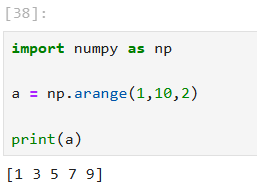 [38]:
import numpy as np
a = np.arange(1,10,2)
print(a)
[1 3 5 7 9]